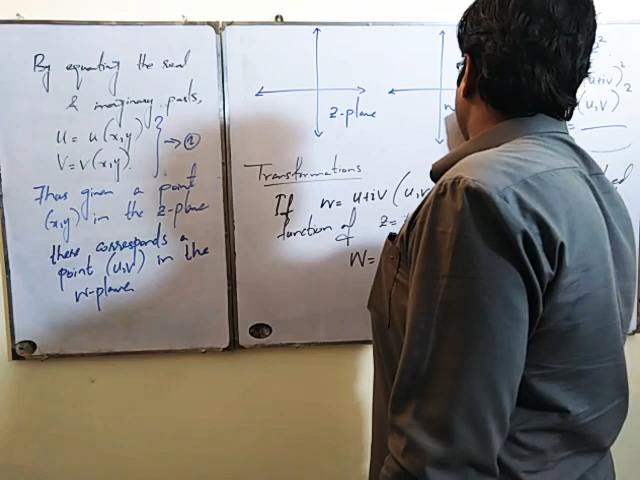 By equating the real
& imaginary parts,
u = u(x,y)
v = v(x,y). } → ②
Thus given a point
(x,y) in the z-plane
there corresponds a
point (u,v) in the
w-plane
z-plane
Transformations
If w = u+iv (u,v
function of z =
W =
(u,v)